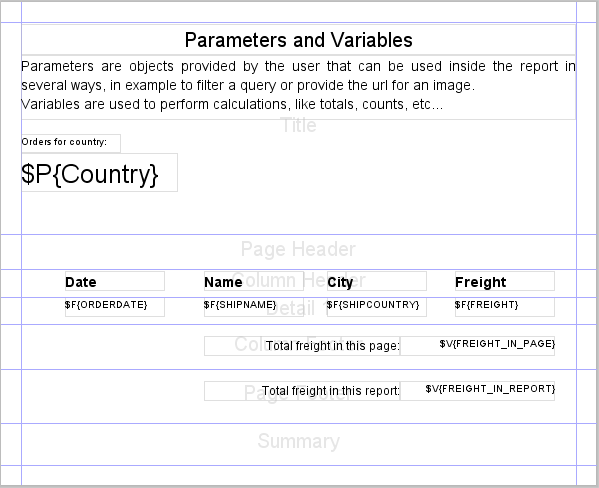 Parameters and Variables
Parameters are objects provided by the user that can be used inside the report in
several ways, in example to filter a query or provide the url for an image.
Variables are used to perform calculations, like totals, counts, etc...
Title
Orders for country:
$P{Country}
Page Header
Date Name City Freight
Column Header
$F{ORDERDATE} $F{SHIPNAME} $F{SHIPCOUNTRY} $F{FREIGHT}
Detail 1
Total freight in this page: $V{FREIGHT_IN_PAGE}
Total freight in this report: $V{FREIGHT_IN_REPORT}
Page Footer
Summary